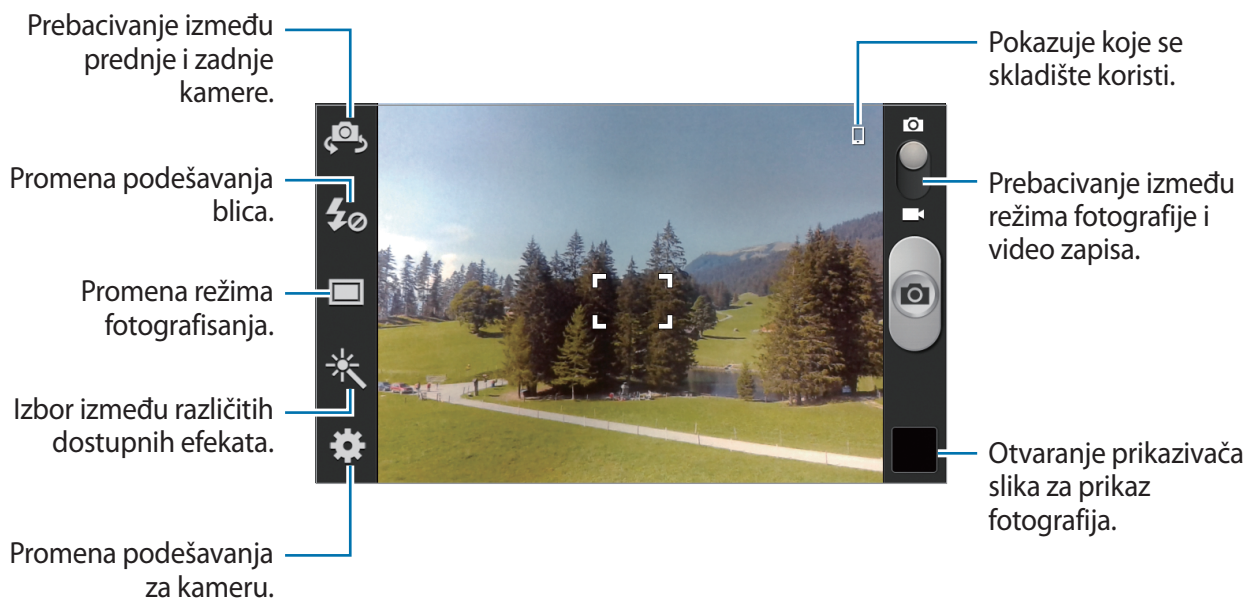 Prebacivanje između
prednje i zadnje
kamere.
Promena podešavanja
blica.
Promena režima
fotografisanja.
Izbor između različitih
dostupnih efekata.
Promena podešavanja
za kameru.
Pokazuje koje se
skladište koristi.
Prebacivanje između
režima fotografije i
video zapisa.
Otvaranje prikazivača
slika za prikaz
fotografija.